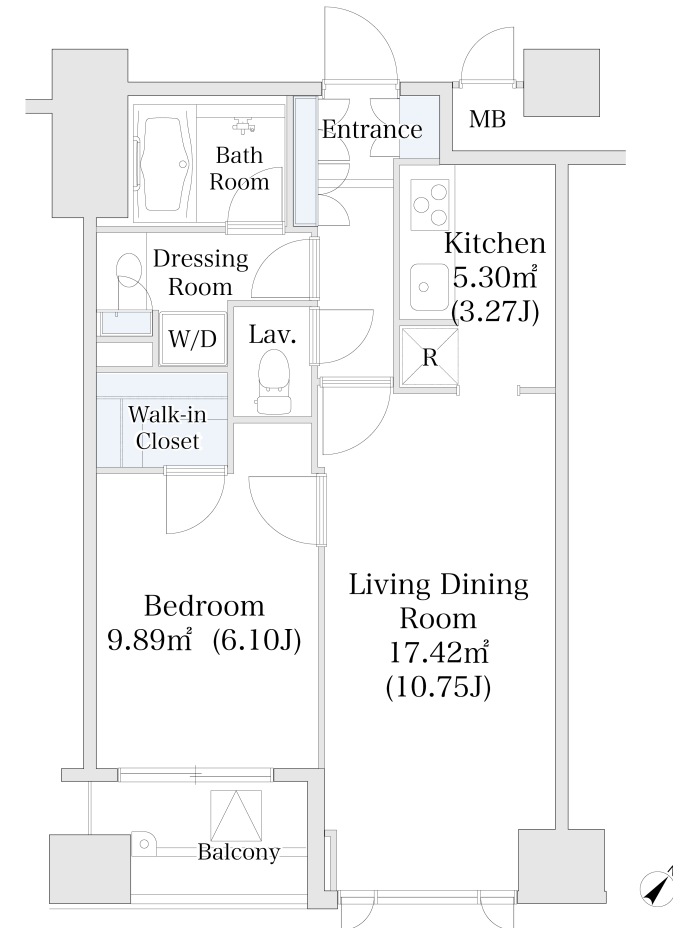 Entrance
MB
Bath
Room
Kitchen
5.30㎡
(3.27J)
Dressing
Room
W/D
Lav.
R
Walk-in
Closet
Bedroom
9.89㎡ (6.10J)
Living Dining
Room
17.42㎡
(10.75J)
Balcony
N